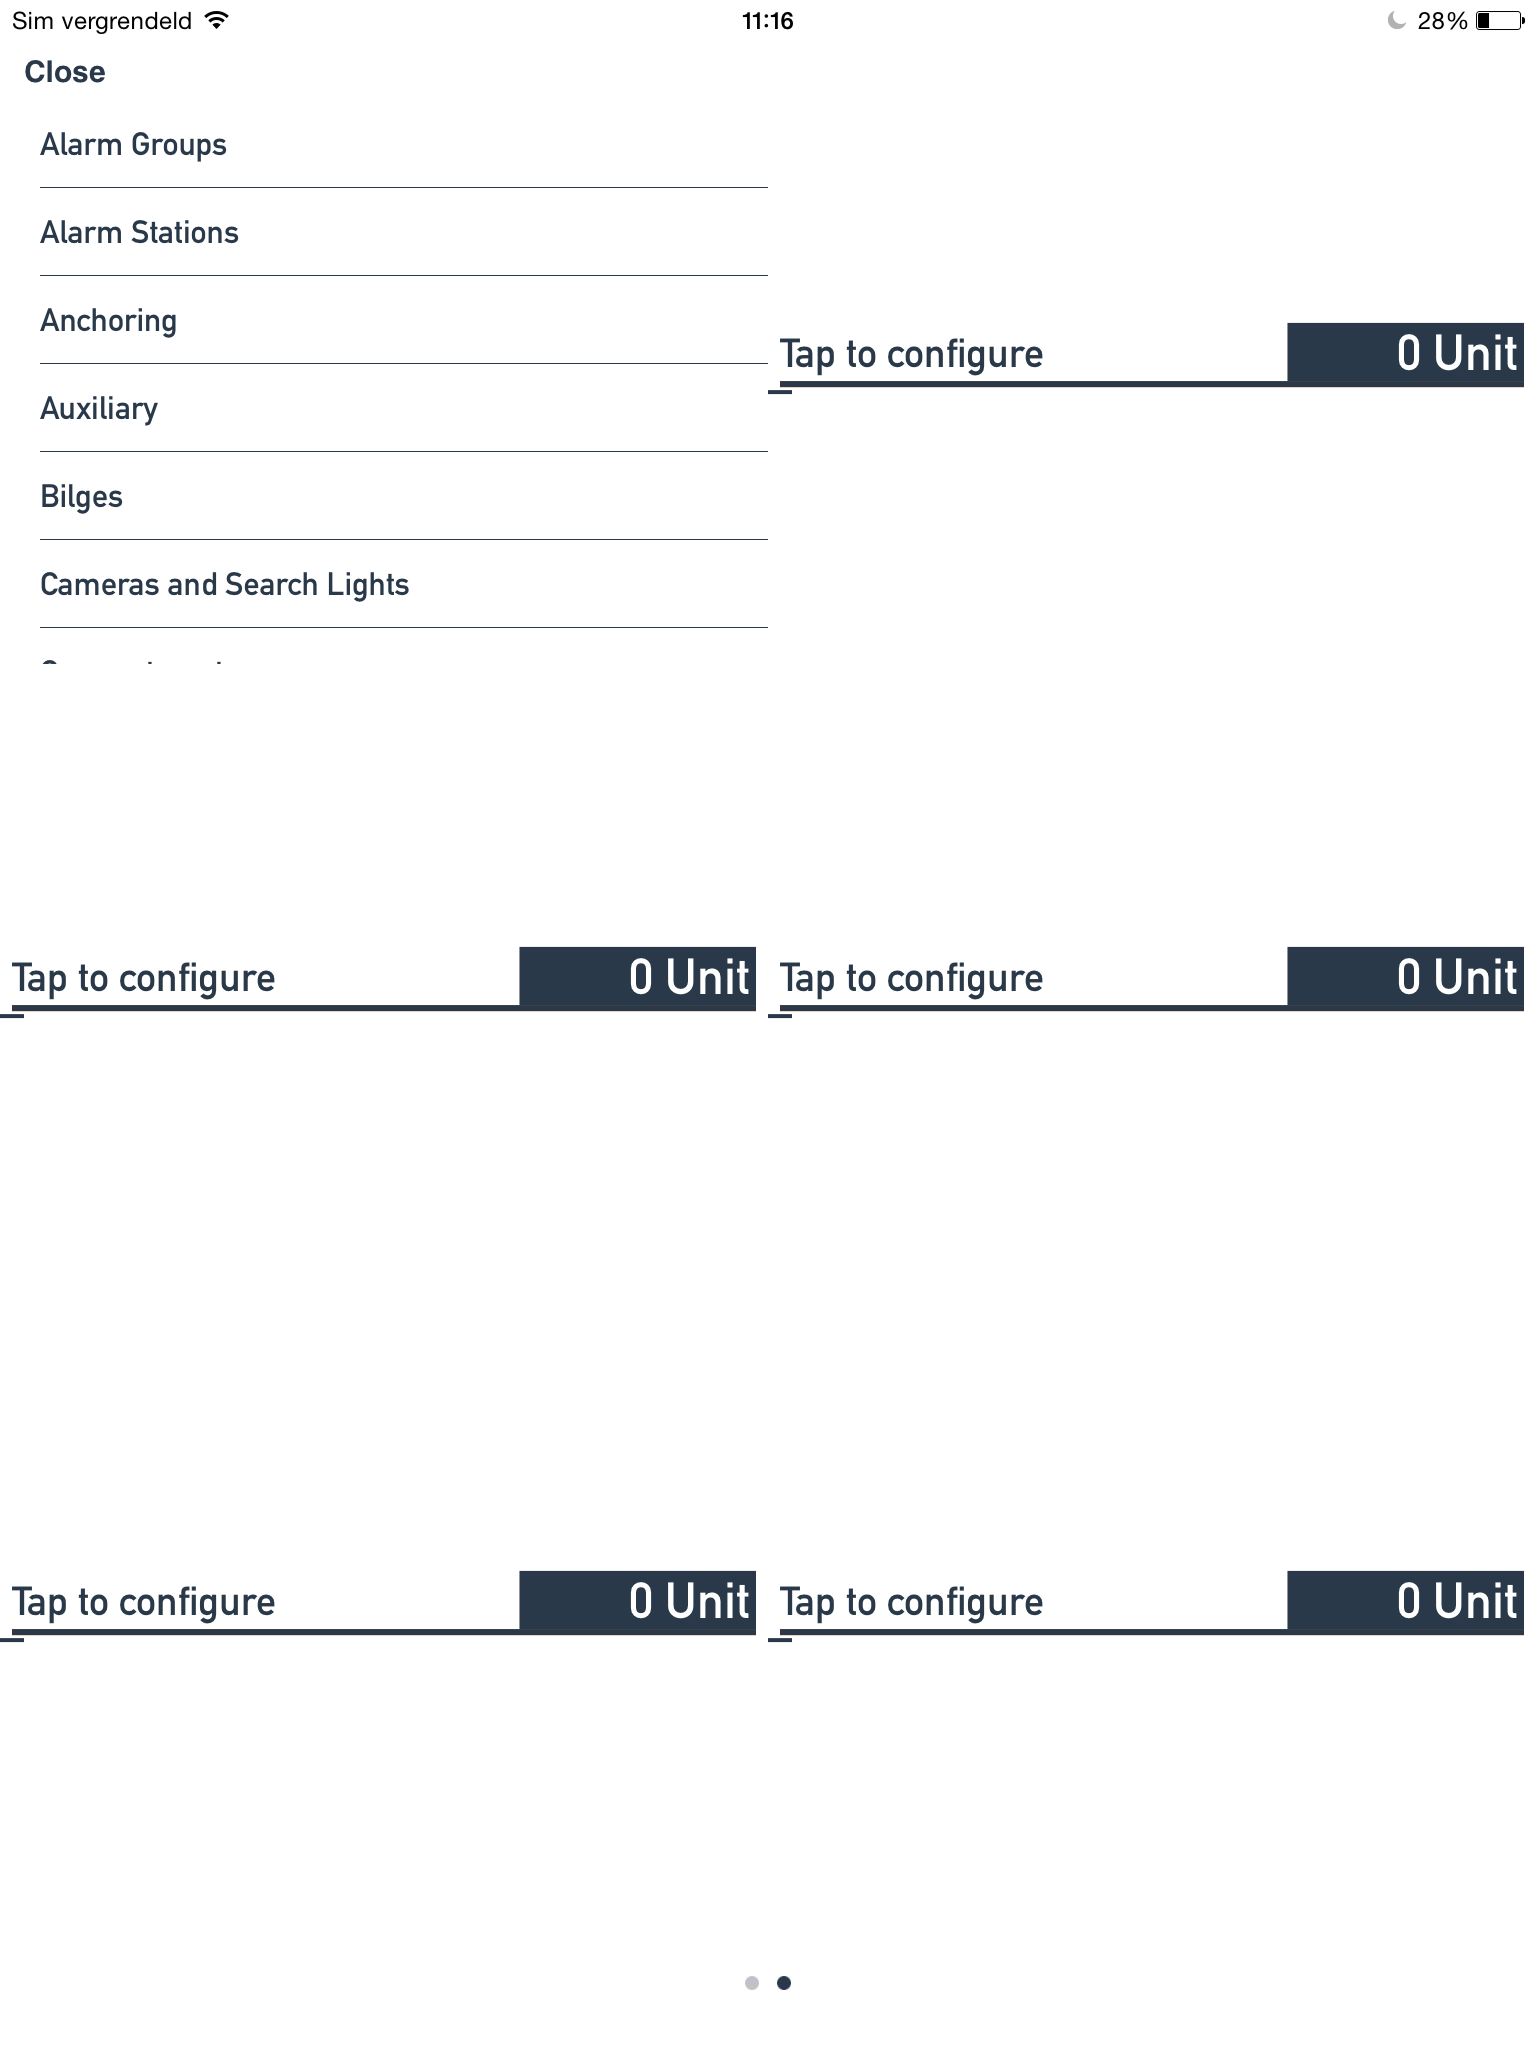 Sim vergrendeld 11:16 28%
Close
Alarm Groups
Alarm Stations
Anchoring
Tap to configure 0 Unit
Auxiliary
Bilges
Cameras and Search Lights
Tap to configure 0 Unit
Tap to configure 0 Unit
Tap to configure 0 Unit
Tap to configure 0 Unit